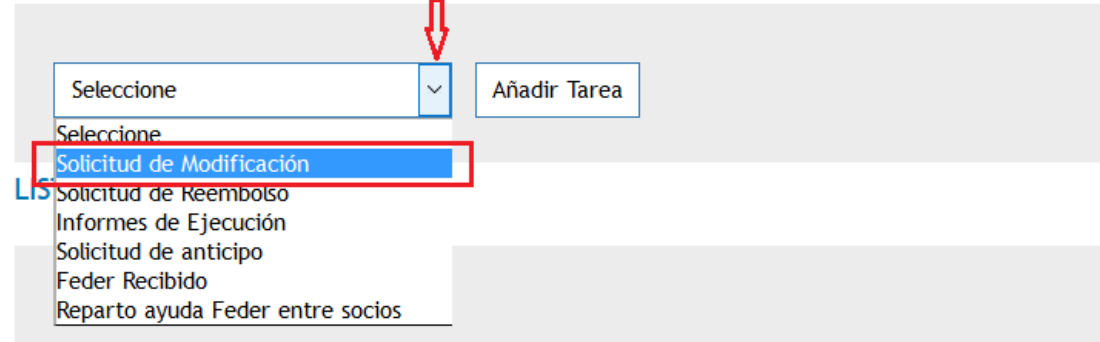 Seleccione
Añadir Tarea
Seleccione
Solicitud de Modificación
LIS
Solicitud de Reembolso
Informes de Ejecución
Solicitud de anticipo
Feder Recibido
Reparto ayuda Feder entre socios